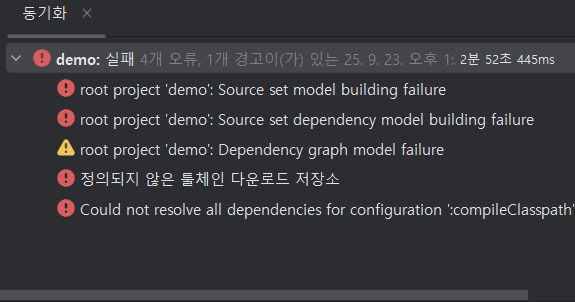 동기화
demo: 실패 4개 오류, 1개 경고이(가) 있는 25. 9. 23. 오후 1: 2분 52초 445ms
root project 'demo': Source set model building failure
root project 'demo': Source set dependency model building failure
root project 'demo': Dependency graph model failure
정의되지 않은 툴체인 다운로드 저장소
Could not resolve all dependencies for configuration ':compileClasspath'